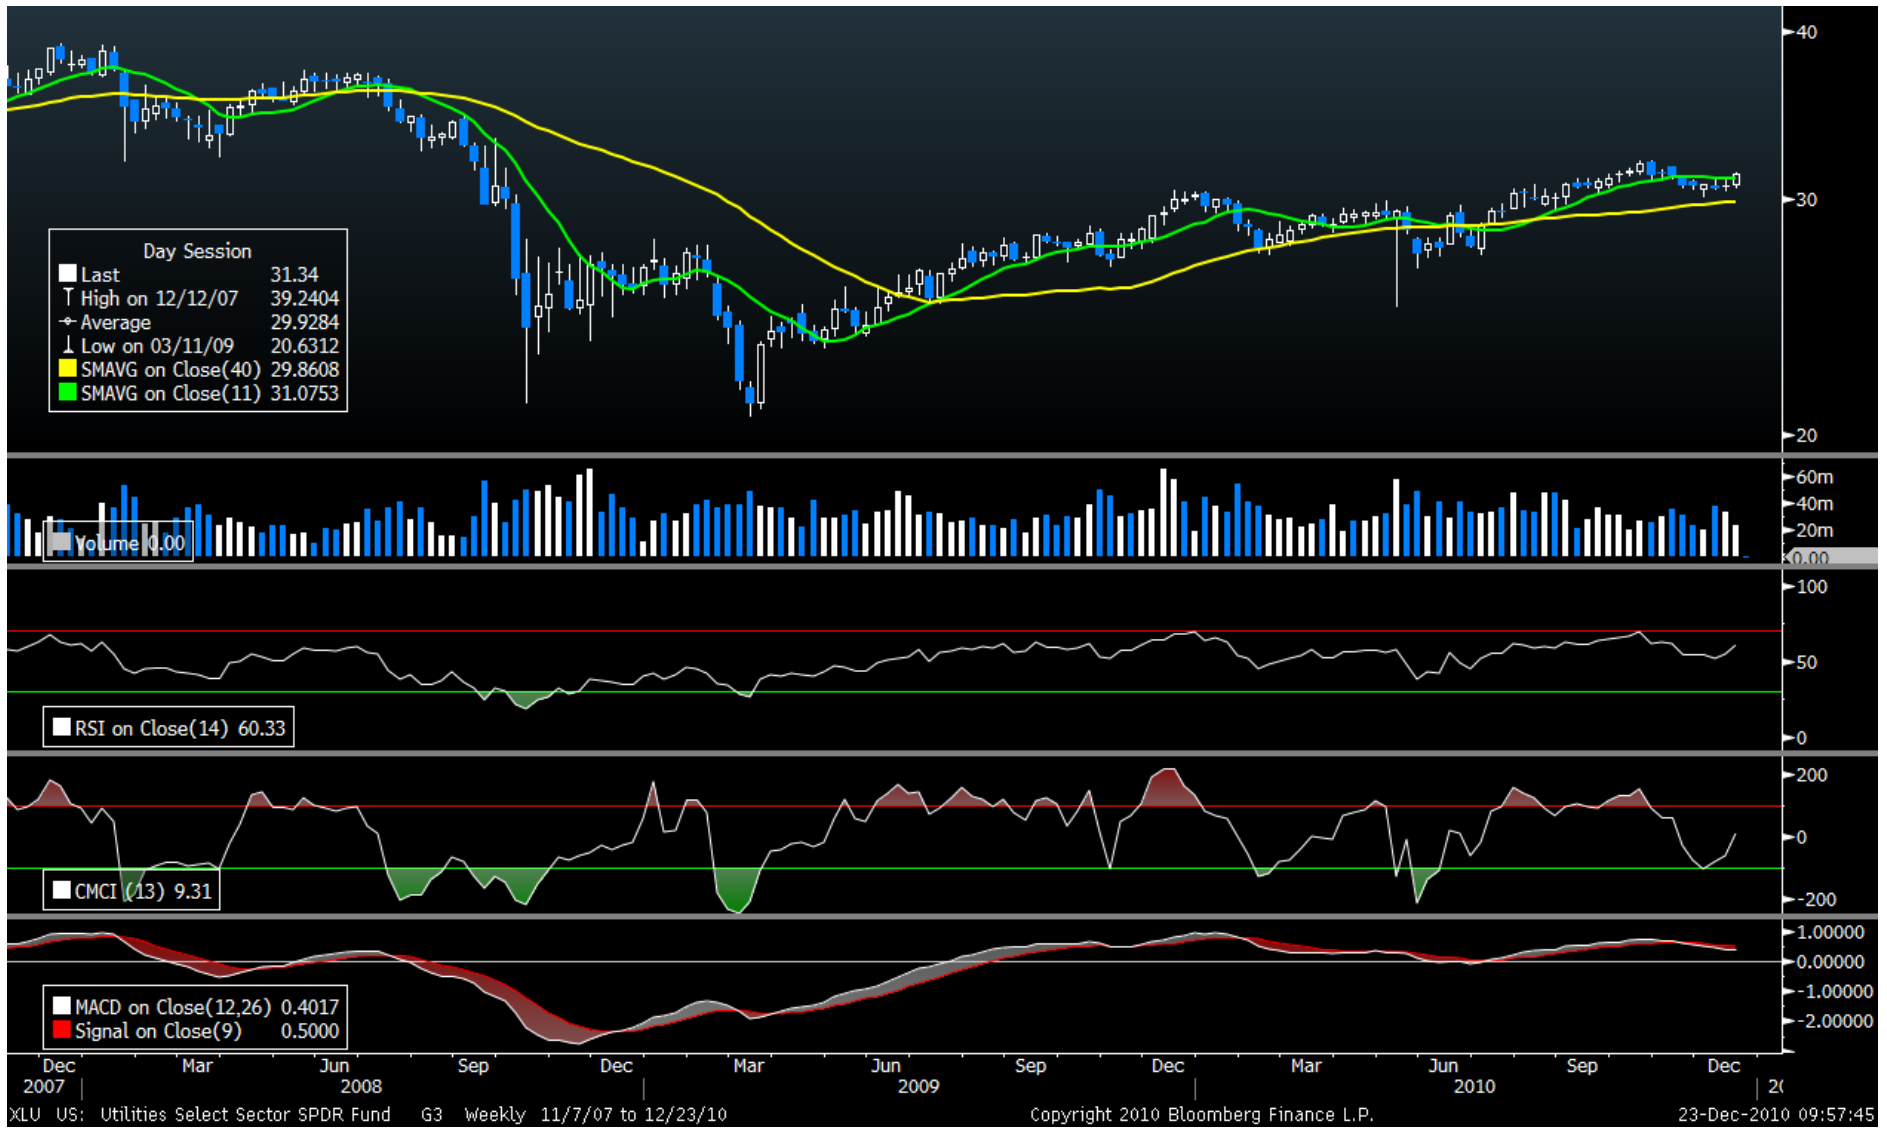 40
30
20
Day Session
Last 31.34
High on 12/12/07 39.2404
Average 29.9284
Low on 03/11/09 20.6312
SMAVG on Close(40) 29.8608
SMAVG on Close(11) 31.0753
60m
40m
20m
0.00
Volume 0.00
100
50
0
RSI on Close(14) 60.33
200
0
-200
CMCI (13) 9.31
1.00000
0.00000
-1.00000
-2.00000
MACD on Close(12,26) 0.4017
Signal on Close(9) 0.5000
Dec Mar Jun Sep Dec Mar Jun Sep Dec Mar Jun Sep Dec
2007 2008 2009 2010
XLU US: Utilities Select Sector SPDR Fund G3 Weekly 11/7/07 to 12/23/10 Copyright 2010 Bloomberg Finance L.P. 23-Dec-2010 09:57:45